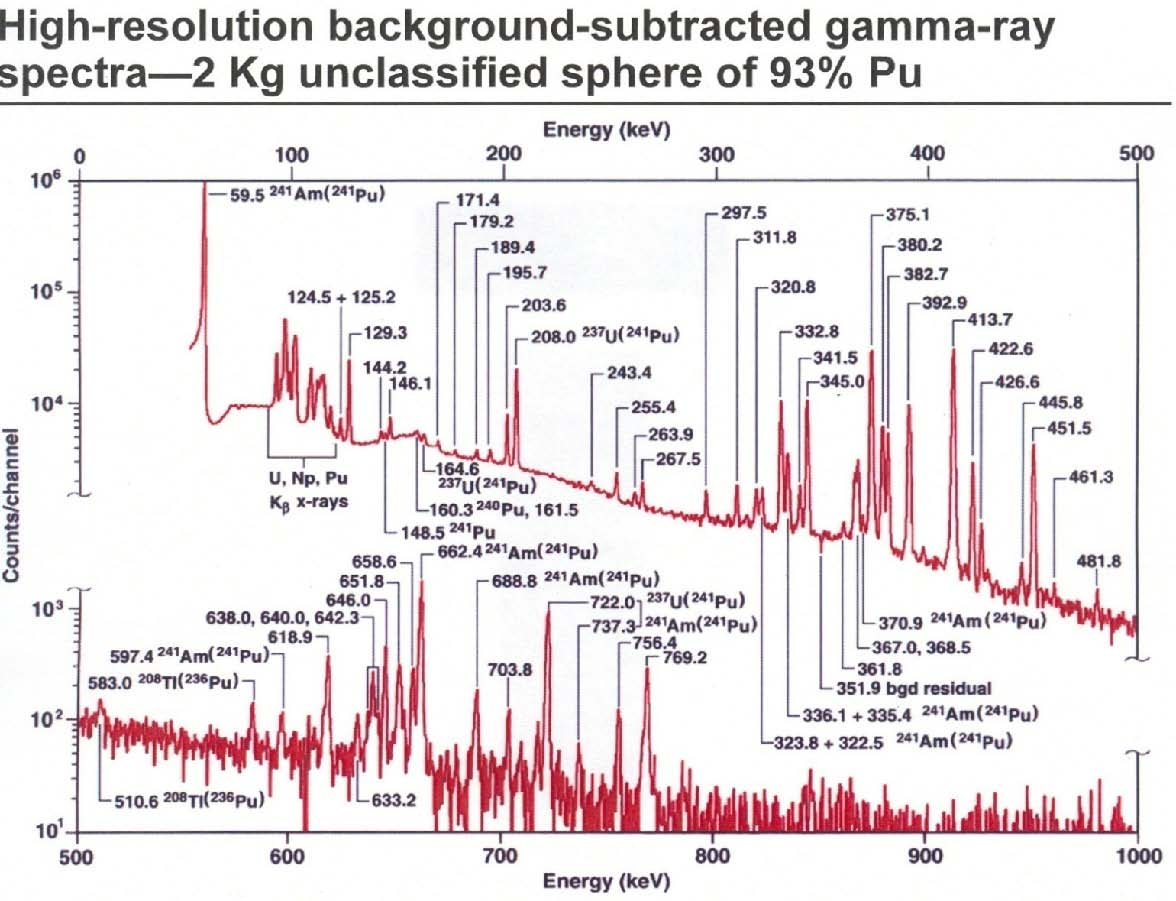 High-resolution background-subtracted gamma-ray
spectra—2 Kg unclassified sphere of 93% Pu
Energy (keV)
0 100 200 300 400 500
10⁶
10⁵
10⁴
10³
10²
10¹
Counts/channel
59.5 ²⁴¹Am(²⁴¹Pu)
124.5 + 125.2
129.3
144.2
146.1
171.4
179.2
189.4
195.7
203.6
208.0 ²³⁷U(²⁴¹Pu)
243.4
255.4
263.9
267.5
297.5
311.8
320.8
332.8
341.5
345.0
375.1
380.2
382.7
392.9
413.7
422.6
426.6
445.8
451.5
461.3
481.8
U, Np, Pu
Kβ x-rays
164.6
²³⁷U(²⁴¹Pu)
160.3 ²⁴⁰Pu, 161.5
148.5 ²⁴¹Pu
370.9 ²⁴¹Am(²⁴¹Pu)
367.0, 368.5
361.8
351.9 bgd residual
336.1 + 335.4 ²⁴¹Am(²⁴¹Pu)
323.8 + 322.5 ²⁴¹Am(²⁴¹Pu)
662.4 ²⁴¹Am(²⁴¹Pu)
658.6
651.8
646.0
638.0, 640.0, 642.3
618.9
597.4 ²⁴¹Am(²⁴¹Pu)
583.0 ²⁰⁸Tl(²³⁶Pu)
510.6 ²⁰⁸Tl(²³⁶Pu)
633.2
688.8 ²⁴¹Am(²⁴¹Pu)
703.8
722.0 ²³⁷U(²⁴¹Pu)
737.3 ²⁴¹Am(²⁴¹Pu)
756.4
769.2
500 600 700 800 900 1000
Energy (keV)